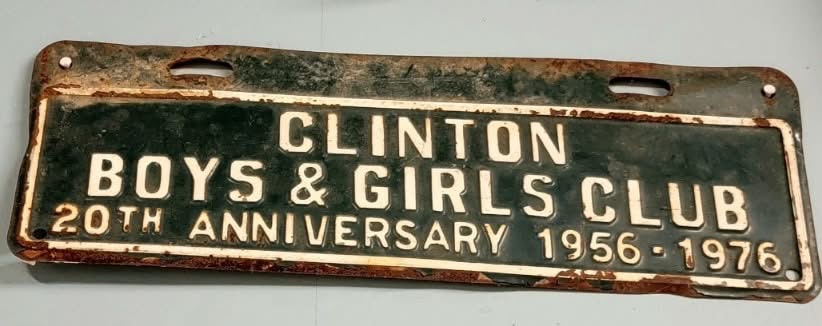 CLINTON
BOYS & GIRLS CLUB
20TH ANNIVERSARY 1956-1976